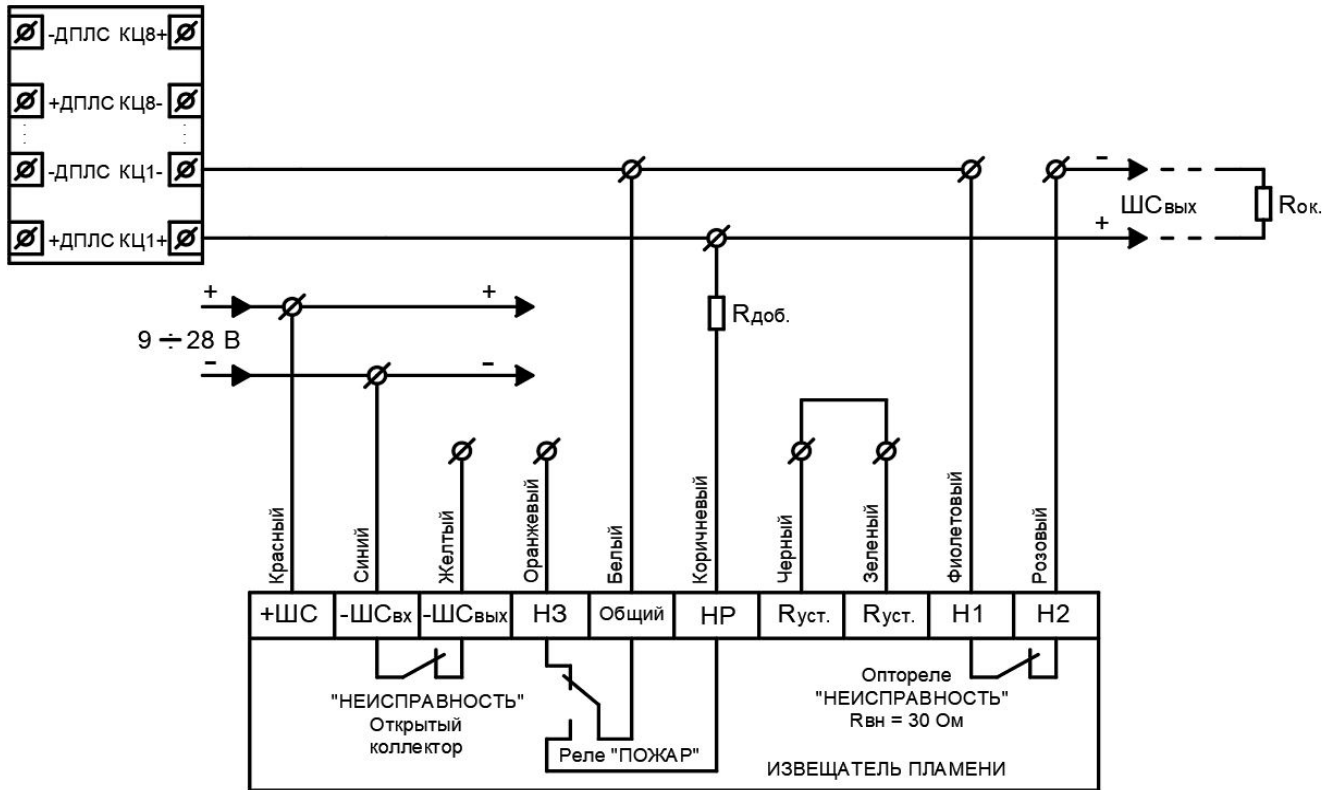 -ДПЛС КЦ8+
+ДПЛС КЦ8-
-ДПЛС КЦ1-
+ДПЛС КЦ1+
-
ШСвых
+
Rок.
+ +
9 ÷ 28 В
- -
Rдоб.
Красный
Синий
Желтый
Оранжевый
Белый
Коричневый
Черный
Зеленый
Фиолетовый
Розовый
+ШС -ШСвх -ШСвых НЗ Общий НР Rуст. Rуст. Н1 Н2
"НЕИСПРАВНОСТЬ"
Открытый
коллектор
Реле "ПОЖАР"
Оптореле
"НЕИСПРАВНОСТЬ"
Rвн = 30 Ом
ИЗВЕЩАТЕЛЬ ПЛАМЕНИ